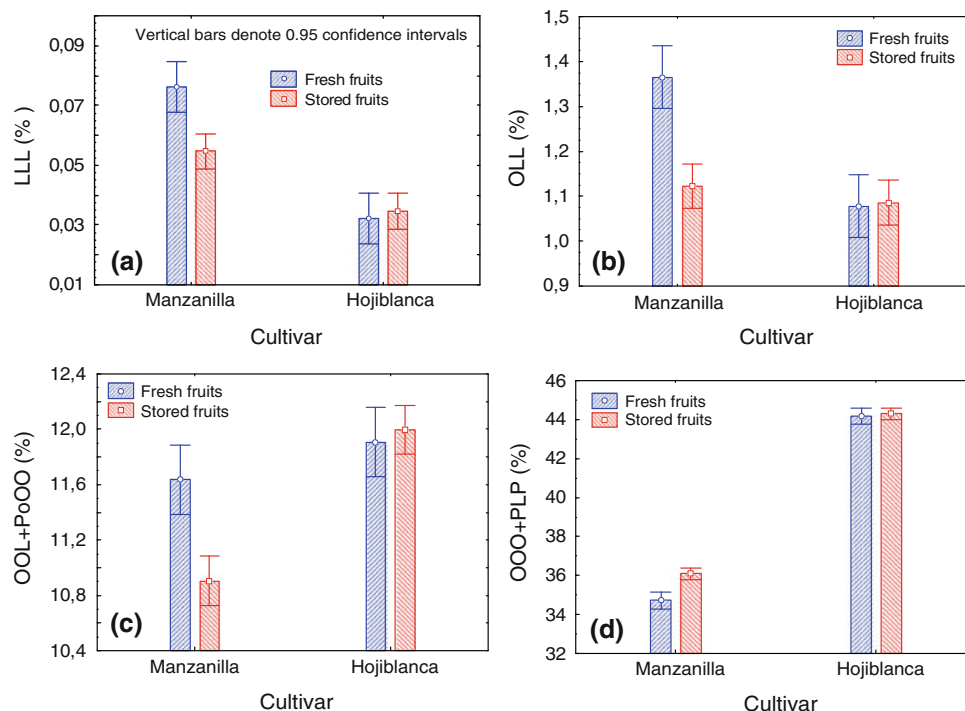 0,09
0,07
0,05
0,03
0,01
LLL (%)
Vertical bars denote 0.95 confidence intervals
Fresh fruits
Stored fruits
(a)
Manzanilla Hojiblanca
Cultivar
1,5
1,4
1,3
1,2
1,1
1,0
0,9
OLL (%)
Fresh fruits
Stored fruits
(b)
Manzanilla Hojiblanca
Cultivar
12,4
12,0
11,6
11,2
10,8
10,4
OOL+PoOO (%)
Fresh fruits
Stored fruits
(c)
Manzanilla Hojiblanca
Cultivar
46
44
42
40
38
36
34
32
OOO+PLP (%)
Fresh fruits
Stored fruits
(d)
Manzanilla Hojiblanca
Cultivar